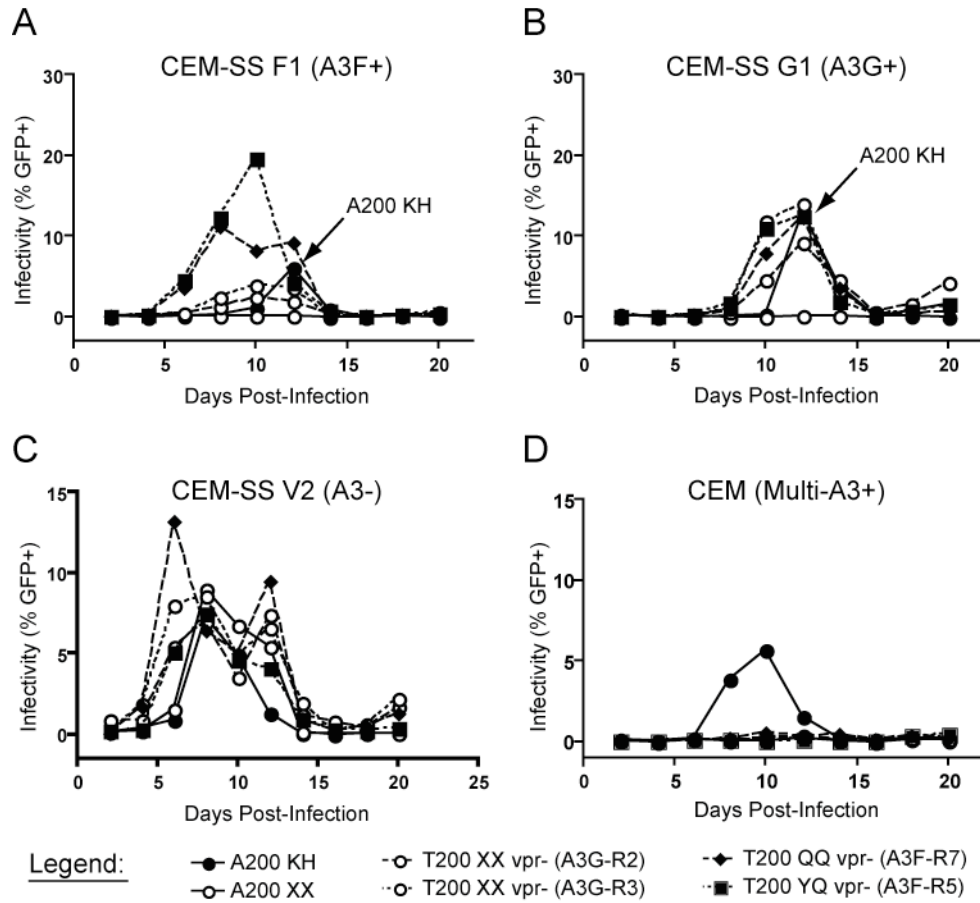 A
CEM-SS F1 (A3F+)
30
20
10
0
Infectivity (% GFP+)
A200 KH
0 5 10 15 20
Days Post-Infection
B
CEM-SS G1 (A3G+)
30
20
10
0
Infectivity (% GFP+)
A200 KH
0 5 10 15 20
Days Post-Infection
C
CEM-SS V2 (A3-)
15
10
5
0
Infectivity (% GFP+)
0 5 10 15 20 25
Days Post-Infection
D
CEM (Multi-A3+)
15
10
5
0
Infectivity (% GFP+)
0 5 10 15 20
Days Post-Infection
Legend:
A200 KH
A200 XX
T200 XX vpr- (A3G-R2)
T200 XX vpr- (A3G-R3)
T200 QQ vpr- (A3F-R7)
T200 YQ vpr- (A3F-R5)